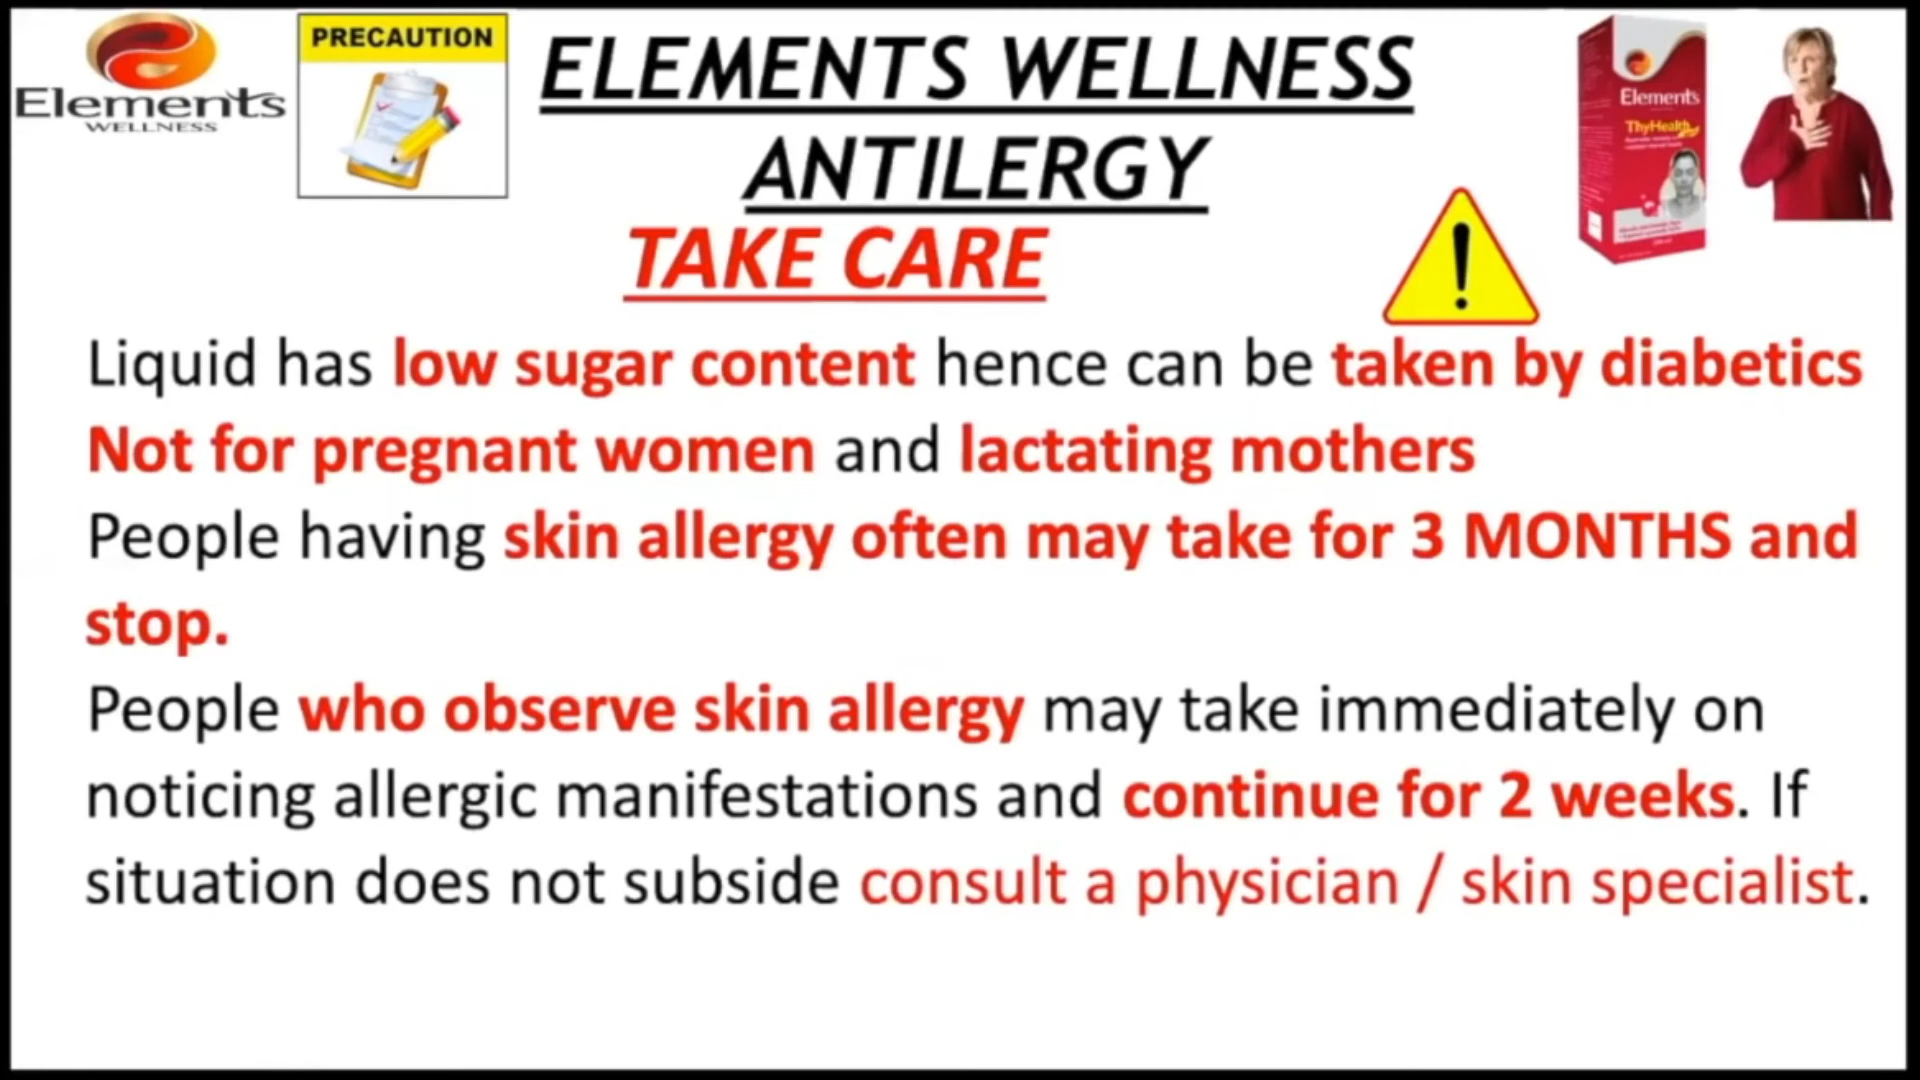 Elements
WELLNESS
PRECAUTION
ELEMENTS WELLNESS
ANTILERGY
TAKE CARE
Elements
ThyHealth
Liquid has low sugar content hence can be taken by diabetics
Not for pregnant women and lactating mothers
People having skin allergy often may take for 3 MONTHS and
stop.
People who observe skin allergy may take immediately on
noticing allergic manifestations and continue for 2 weeks. If
situation does not subside consult a physician / skin specialist.